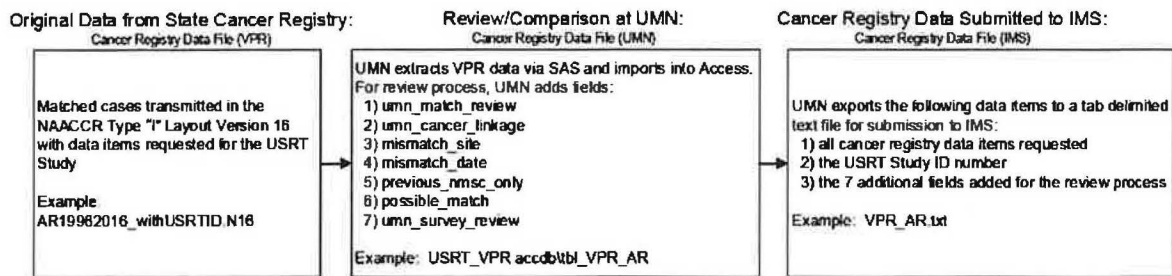 Original Data from State Cancer Registry:
Cancer Registry Data File (VPR)
Matched cases transmitted in the
NAACCR Type "I" Layout Version 16
with data items requested for the USRT
Study
Example
AR19962016_withUSRTID.N16
Review/Comparison at UMN:
Cancer Registry Data File (UMN)
UMN extracts VPR data via SAS and imports into Access.
For review process, UMN adds fields:
1) umn_match_review
2) umn_cancer_linkage
3) mismatch_site
4) mismatch_date
5) previous_nmsc_only
6) possible_match
7) umn_survey_review
Example: USRT_VPR.accdb\tbl_VPR_AR
Cancer Registry Data Submitted to IMS:
Cancer Registry Data File (IMS)
UMN exports the following data items to a tab delimited
text file for submission to IMS:
1) all cancer registry data items requested
2) the USRT Study ID number
3) the 7 additional fields added for the review process
Example: VPR_AR.txt